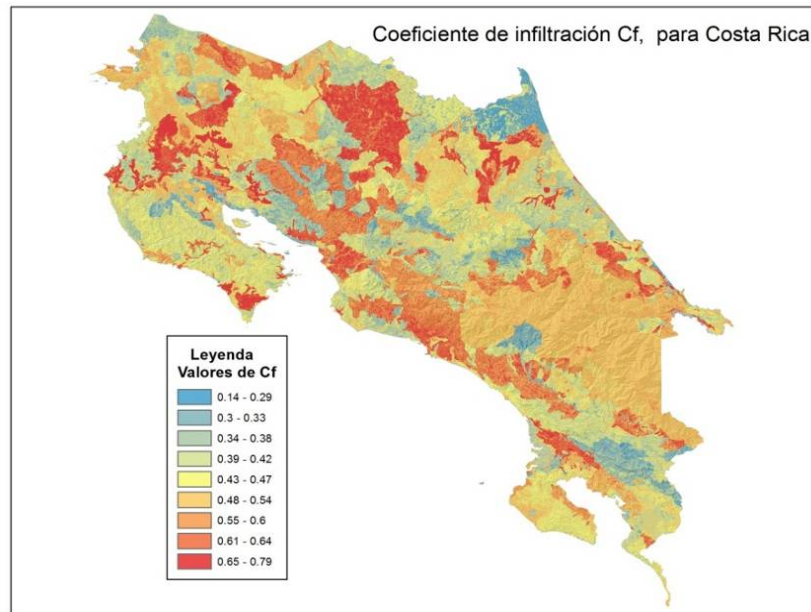 Coeficiente de infiltración Cf, para Costa Rica
Leyenda
Valores de Cf
0.14 - 0.29
0.3 - 0.33
0.34 - 0.38
0.39 - 0.42
0.43 - 0.47
0.48 - 0.54
0.55 - 0.6
0.61 - 0.64
0.65 - 0.79